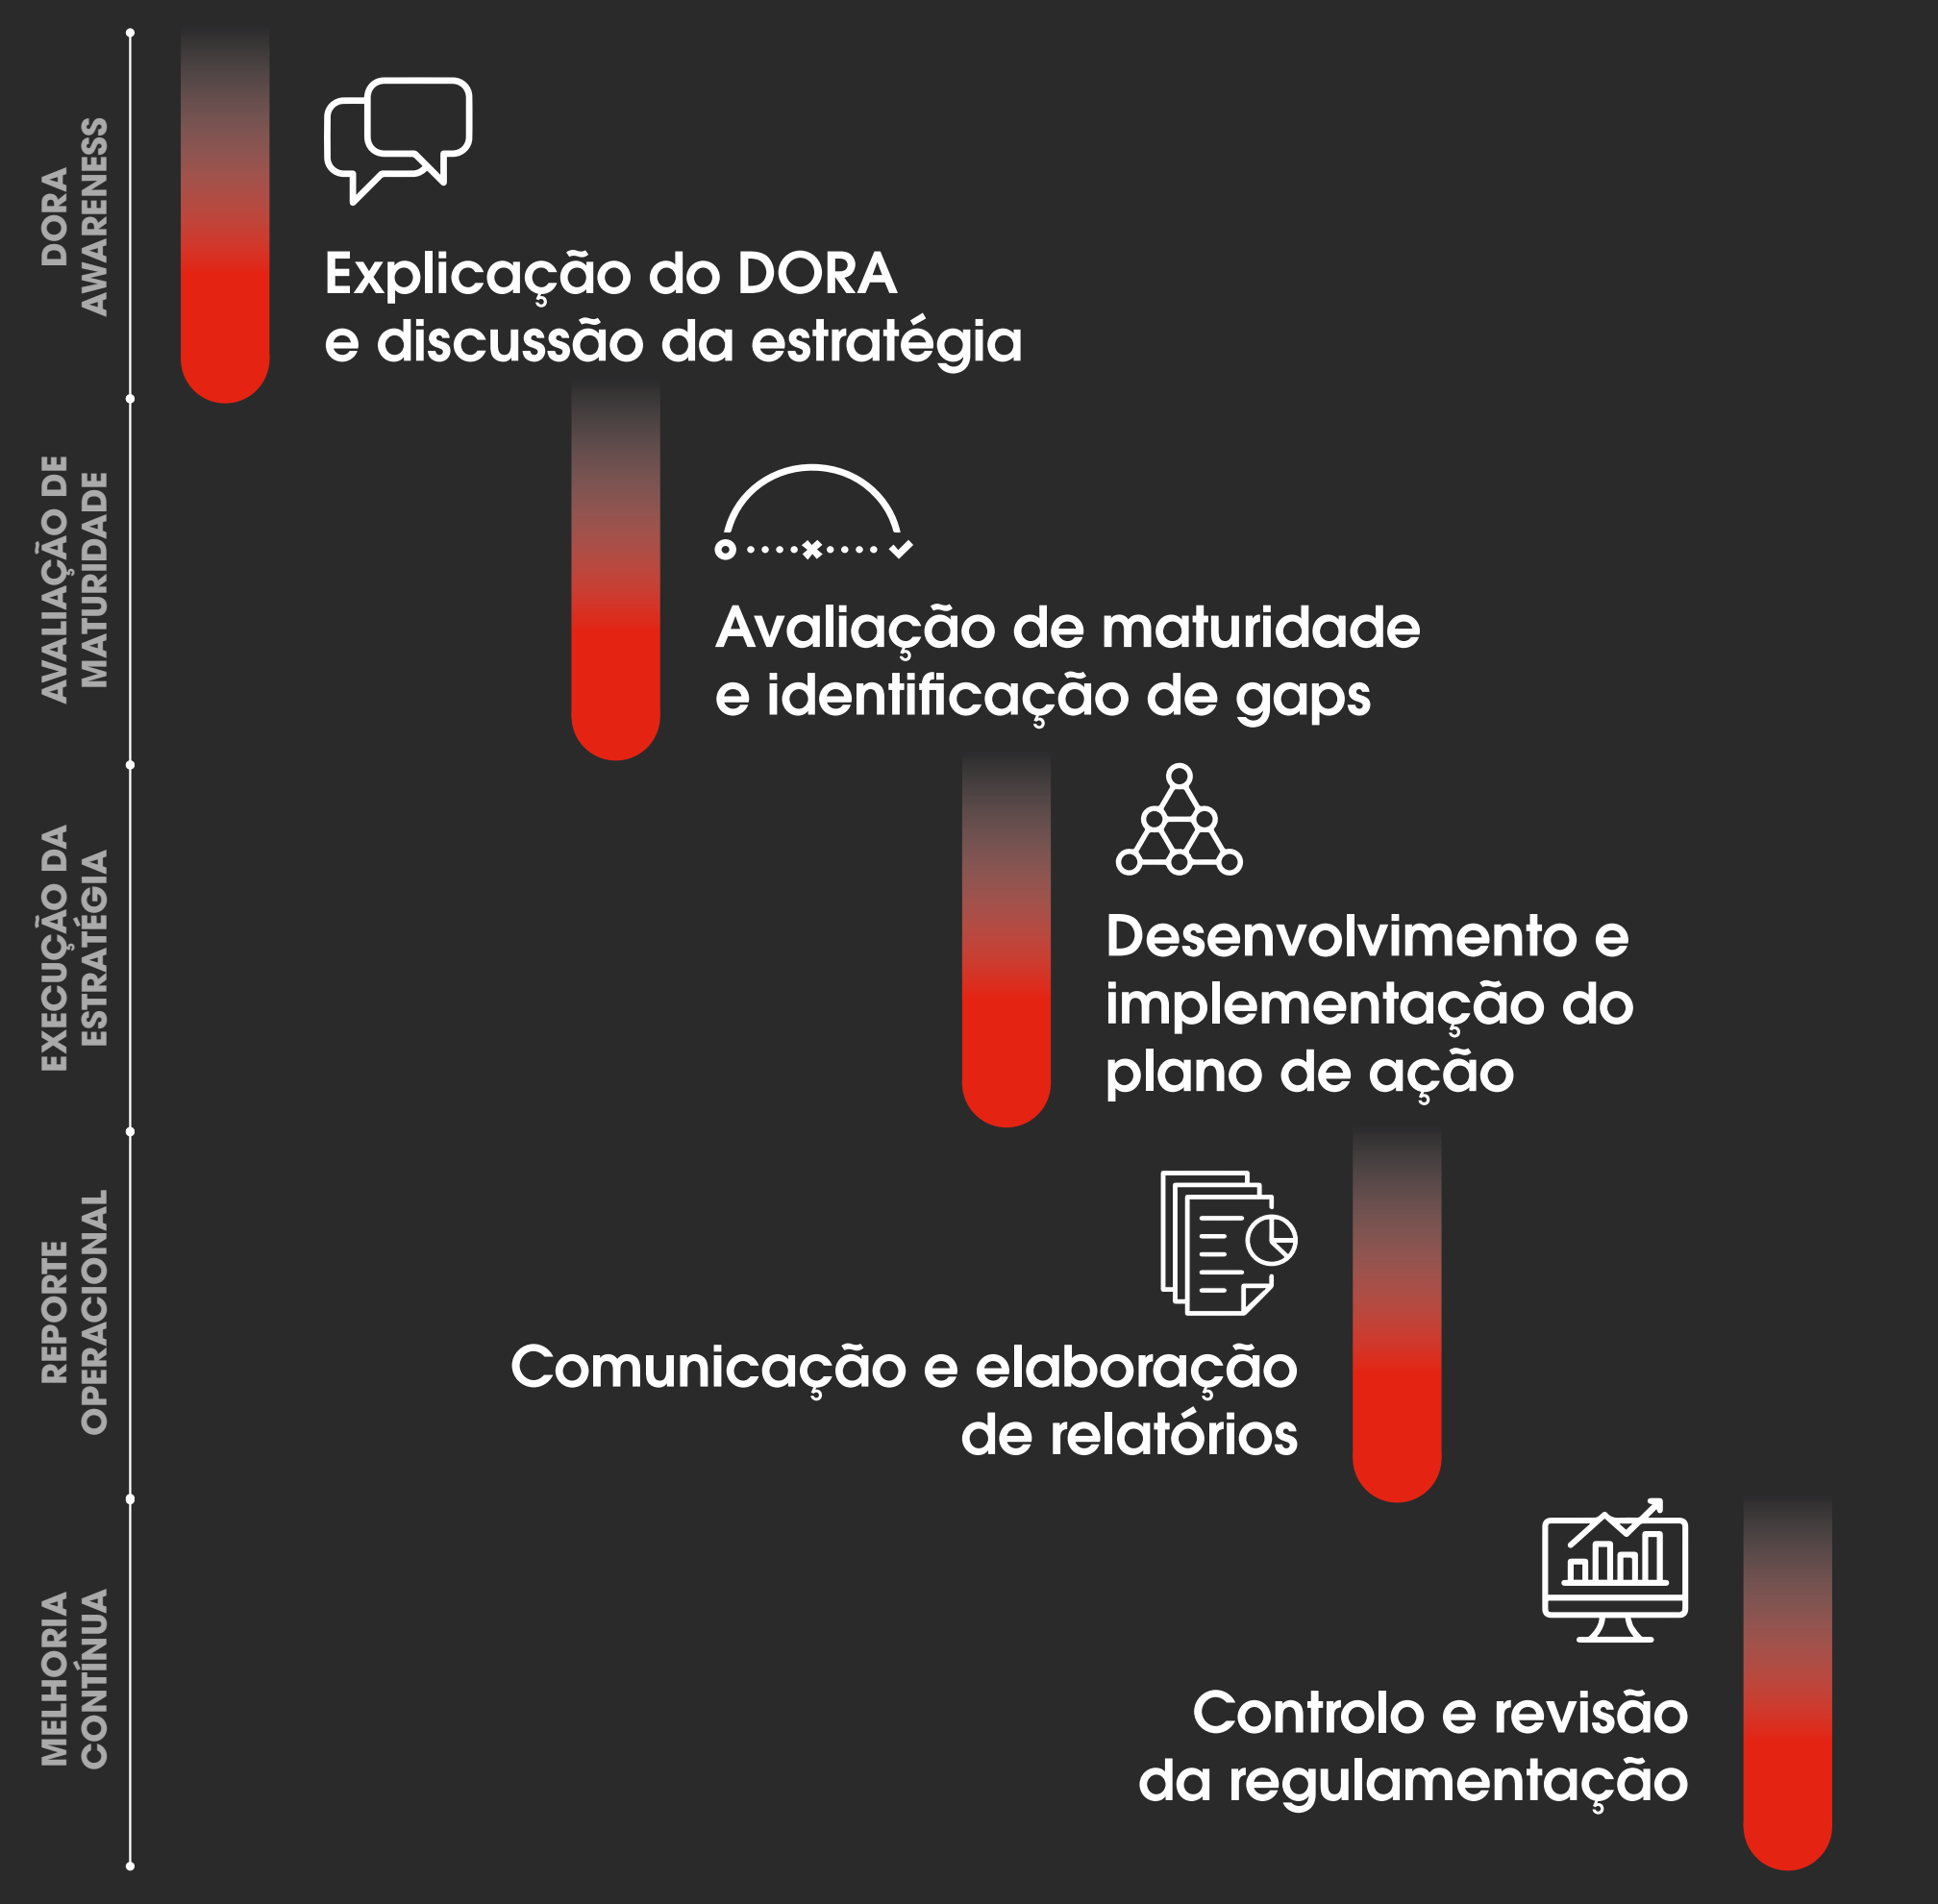 DORA
AWARENESS
Explicação do DORA
e discussão da estratégia
AVALIAÇÃO DE
MATURIDADE
Avaliação de maturidade
e identificação de gaps
EXECUÇÃO DA
ESTRATÉGIA
Desenvolvimento e
implementação do
plano de ação
REPORTE
OPERACIONAL
Comunicação e elaboração
de relatórios
MELHORIA
CONTÍNUA
Controlo e revisão
da regulamentação